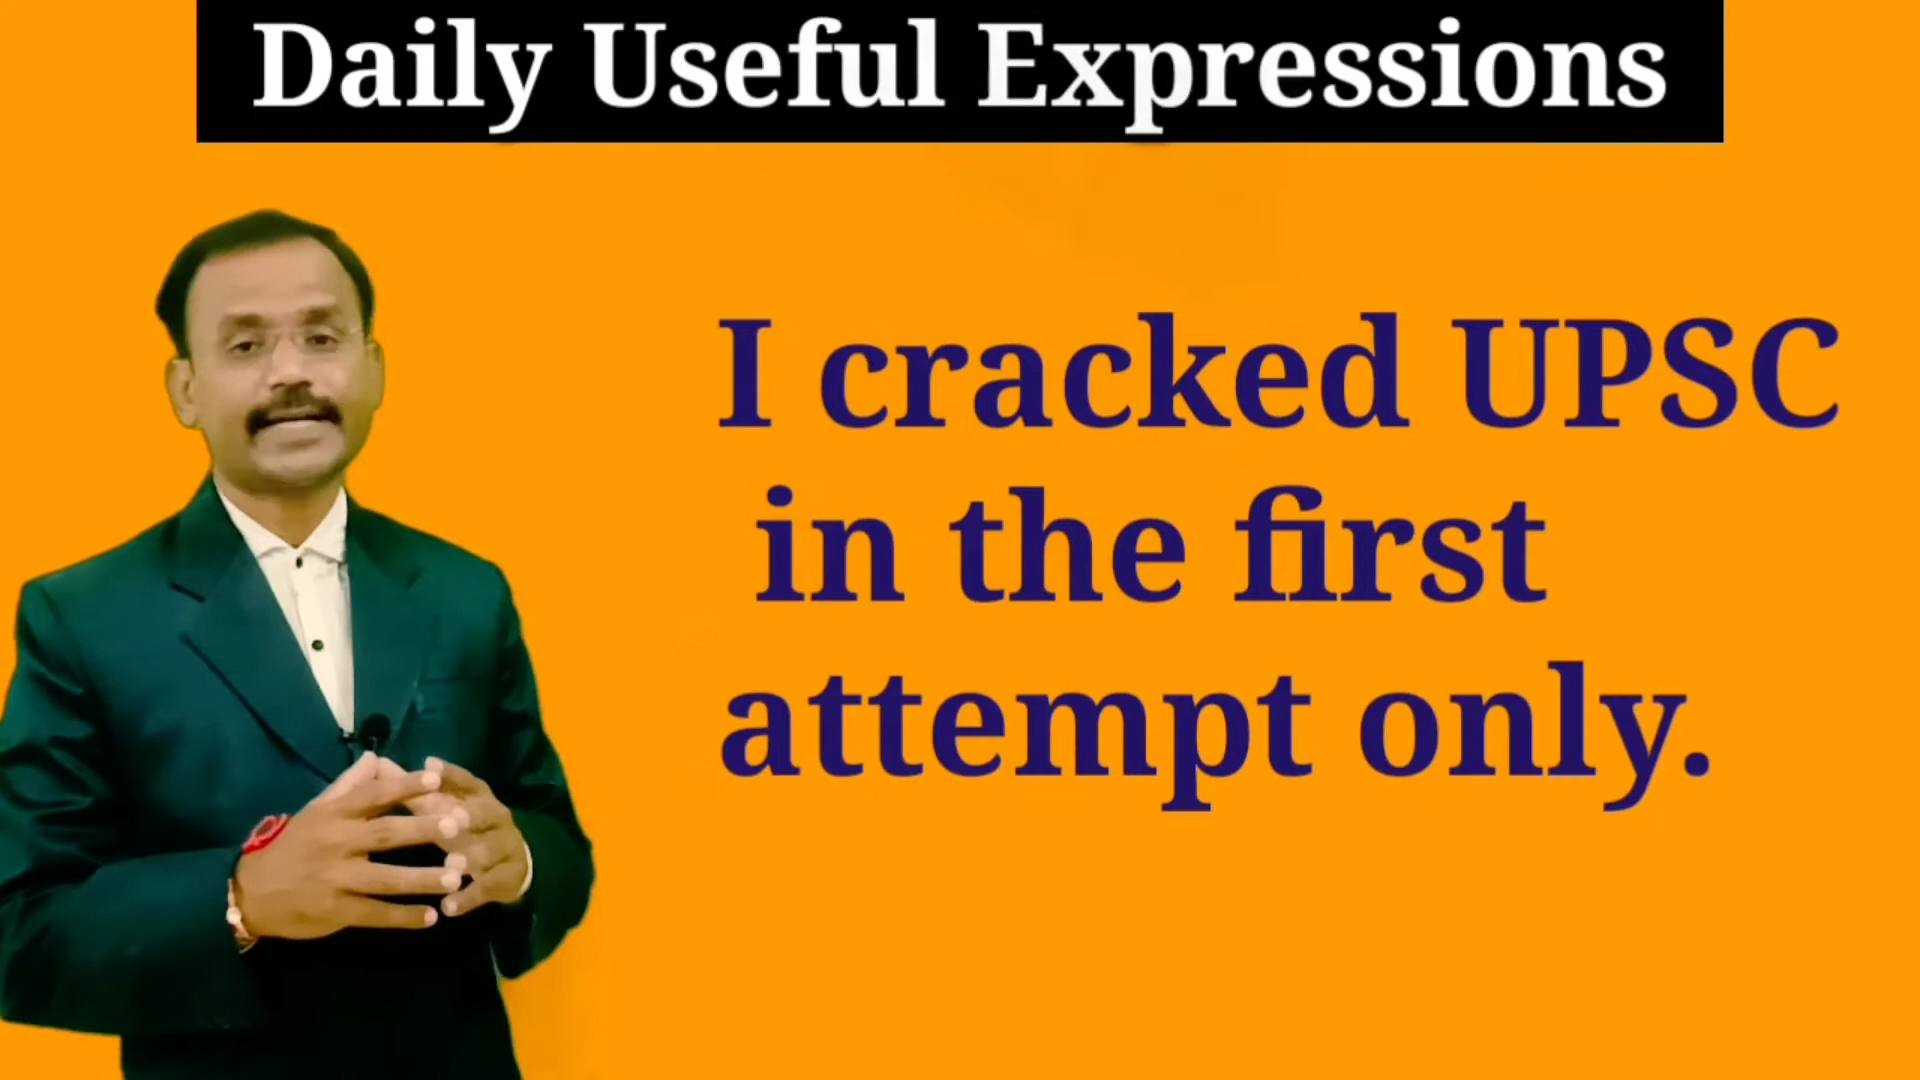 Daily Useful Expressions
I cracked UPSC
in the first
attempt only.